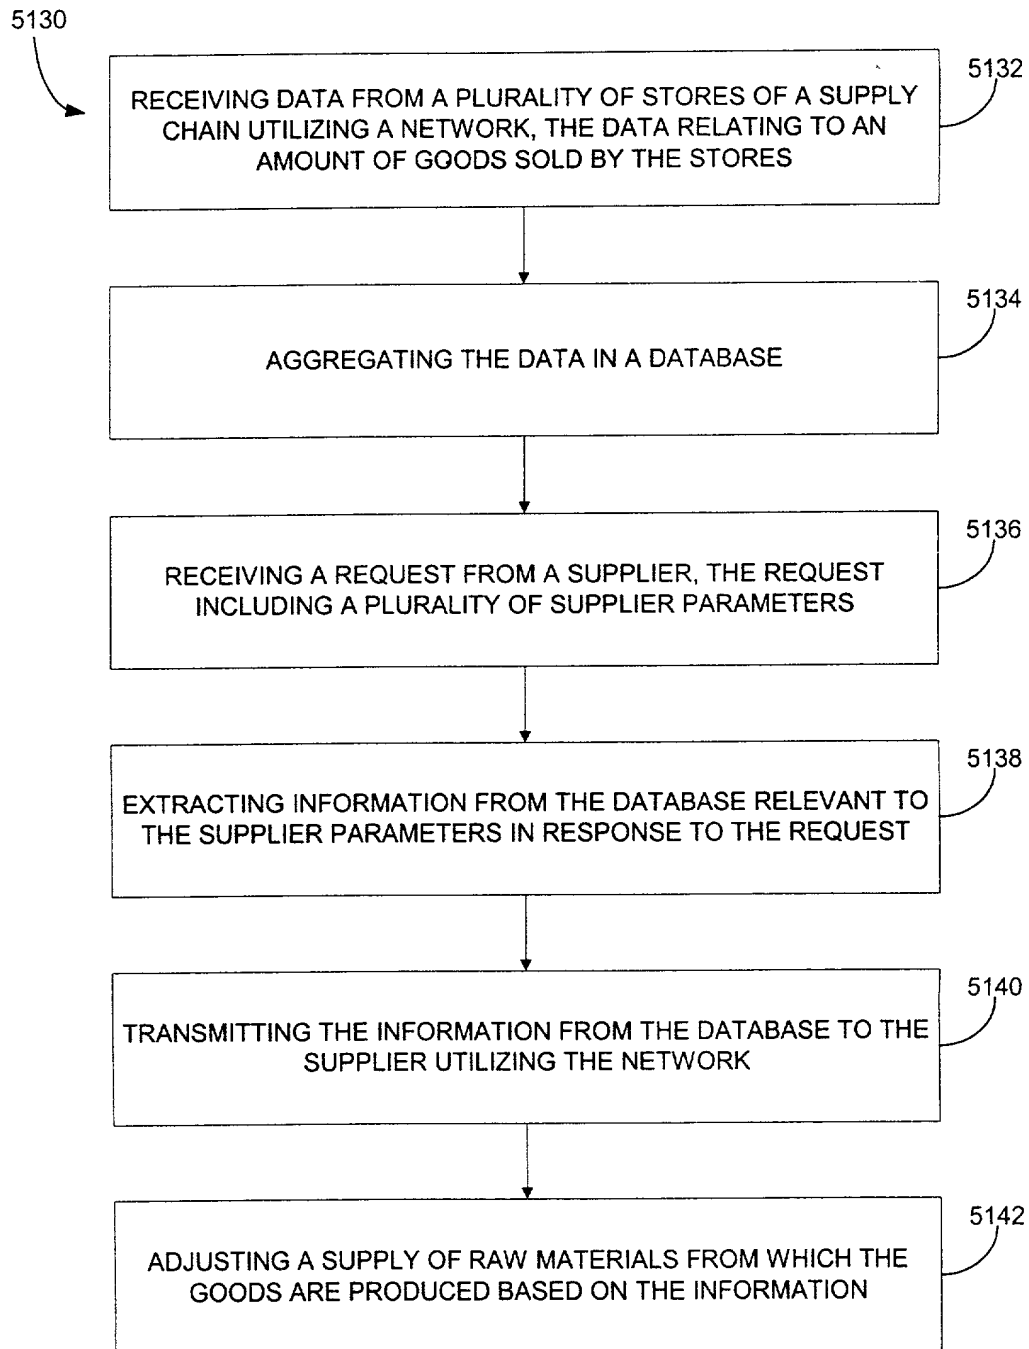 5130
5132
RECEIVING DATA FROM A PLURALITY OF STORES OF A SUPPLY
CHAIN UTILIZING A NETWORK, THE DATA RELATING TO AN
AMOUNT OF GOODS SOLD BY THE STORES
5134
AGGREGATING THE DATA IN A DATABASE
5136
RECEIVING A REQUEST FROM A SUPPLIER, THE REQUEST
INCLUDING A PLURALITY OF SUPPLIER PARAMETERS
5138
EXTRACTING INFORMATION FROM THE DATABASE RELEVANT TO
THE SUPPLIER PARAMETERS IN RESPONSE TO THE REQUEST
5140
TRANSMITTING THE INFORMATION FROM THE DATABASE TO THE
SUPPLIER UTILIZING THE NETWORK
5142
ADJUSTING A SUPPLY OF RAW MATERIALS FROM WHICH THE
GOODS ARE PRODUCED BASED ON THE INFORMATION